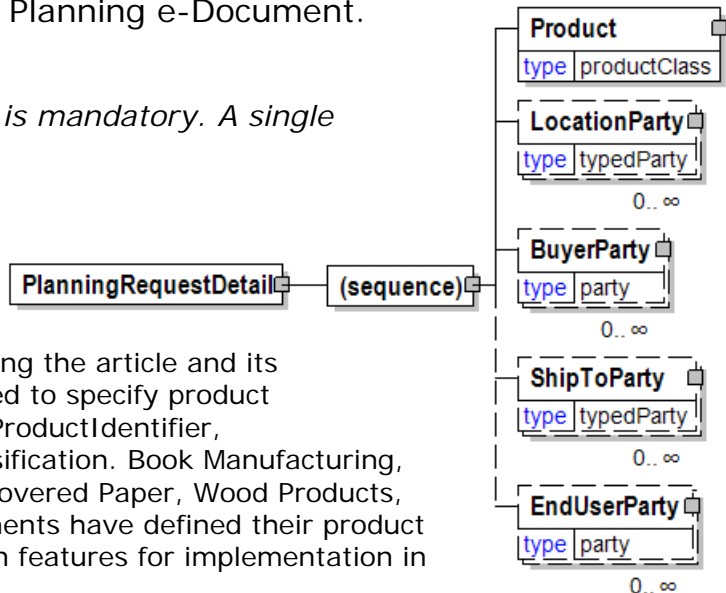 Planning e-Document.
is mandatory. A single
PlanningRequestDetail
(sequence)
Product
type productClass
LocationParty
type typedParty
0.. ∞
BuyerParty
type party
0.. ∞
ShipToParty
type typedParty
0.. ∞
EndUserParty
type party
0.. ∞
ng the article and its
ed to specify product
ProductIdentifier,
sification. Book Manufacturing,
overed Paper, Wood Products,
nents have defined their product
n features for implementation in